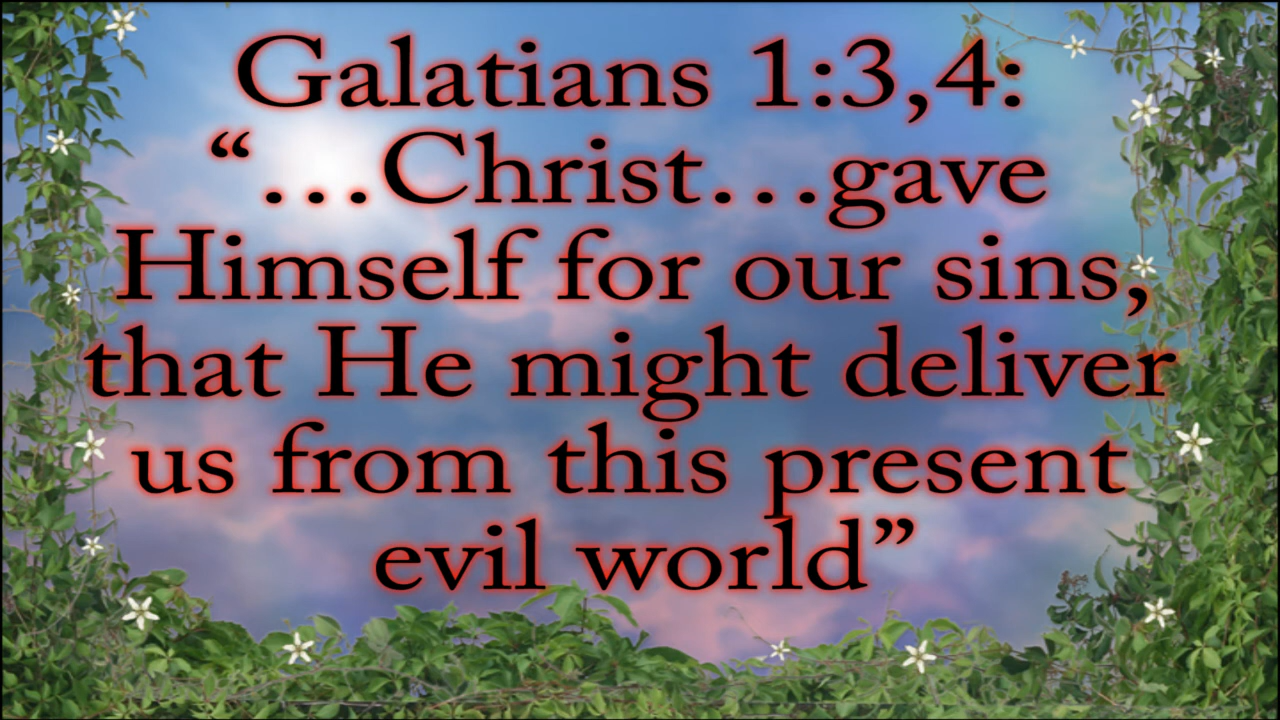 Galatians 1:3,4:
“…Christ…gave
Himself for our sins,
that He might deliver
us from this present
evil world”